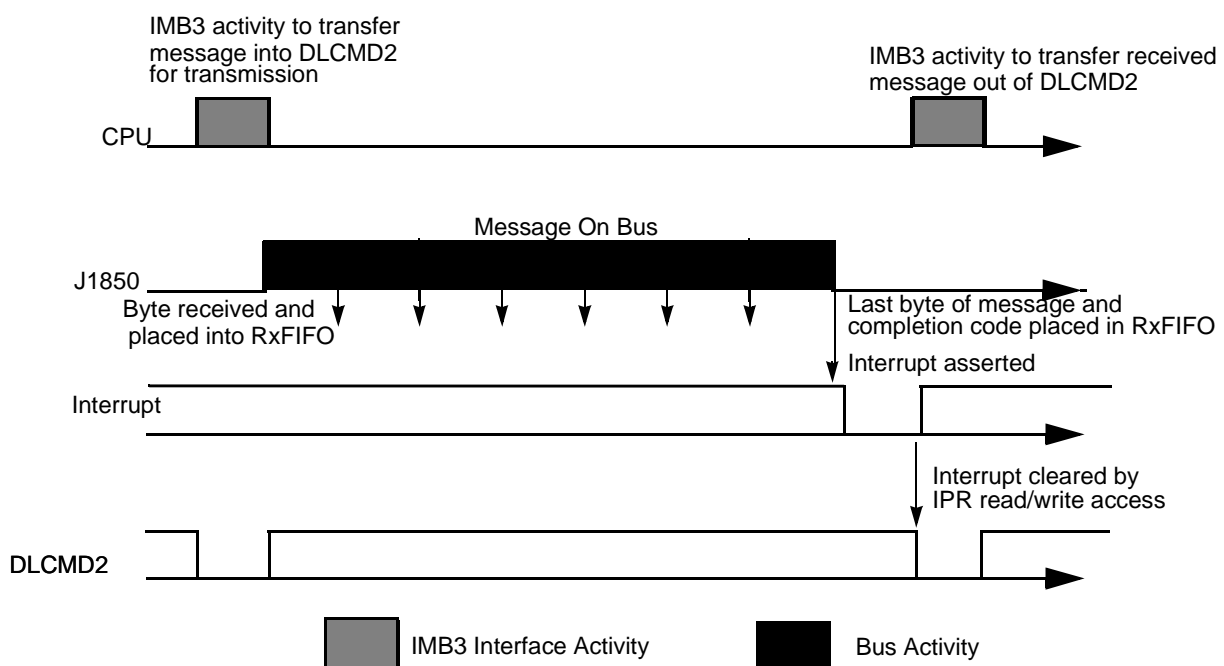 IMB3 activity to transfer
message into DLCMD2
for transmission
IMB3 activity to transfer received
message out of DLCMD2
CPU
Message On Bus
J1850
Byte received and
placed into RxFIFO
Last byte of message and
completion code placed in RxFIFO
Interrupt asserted
Interrupt
Interrupt cleared by
IPR read/write access
DLCMD2
IMB3 Interface Activity
Bus Activity